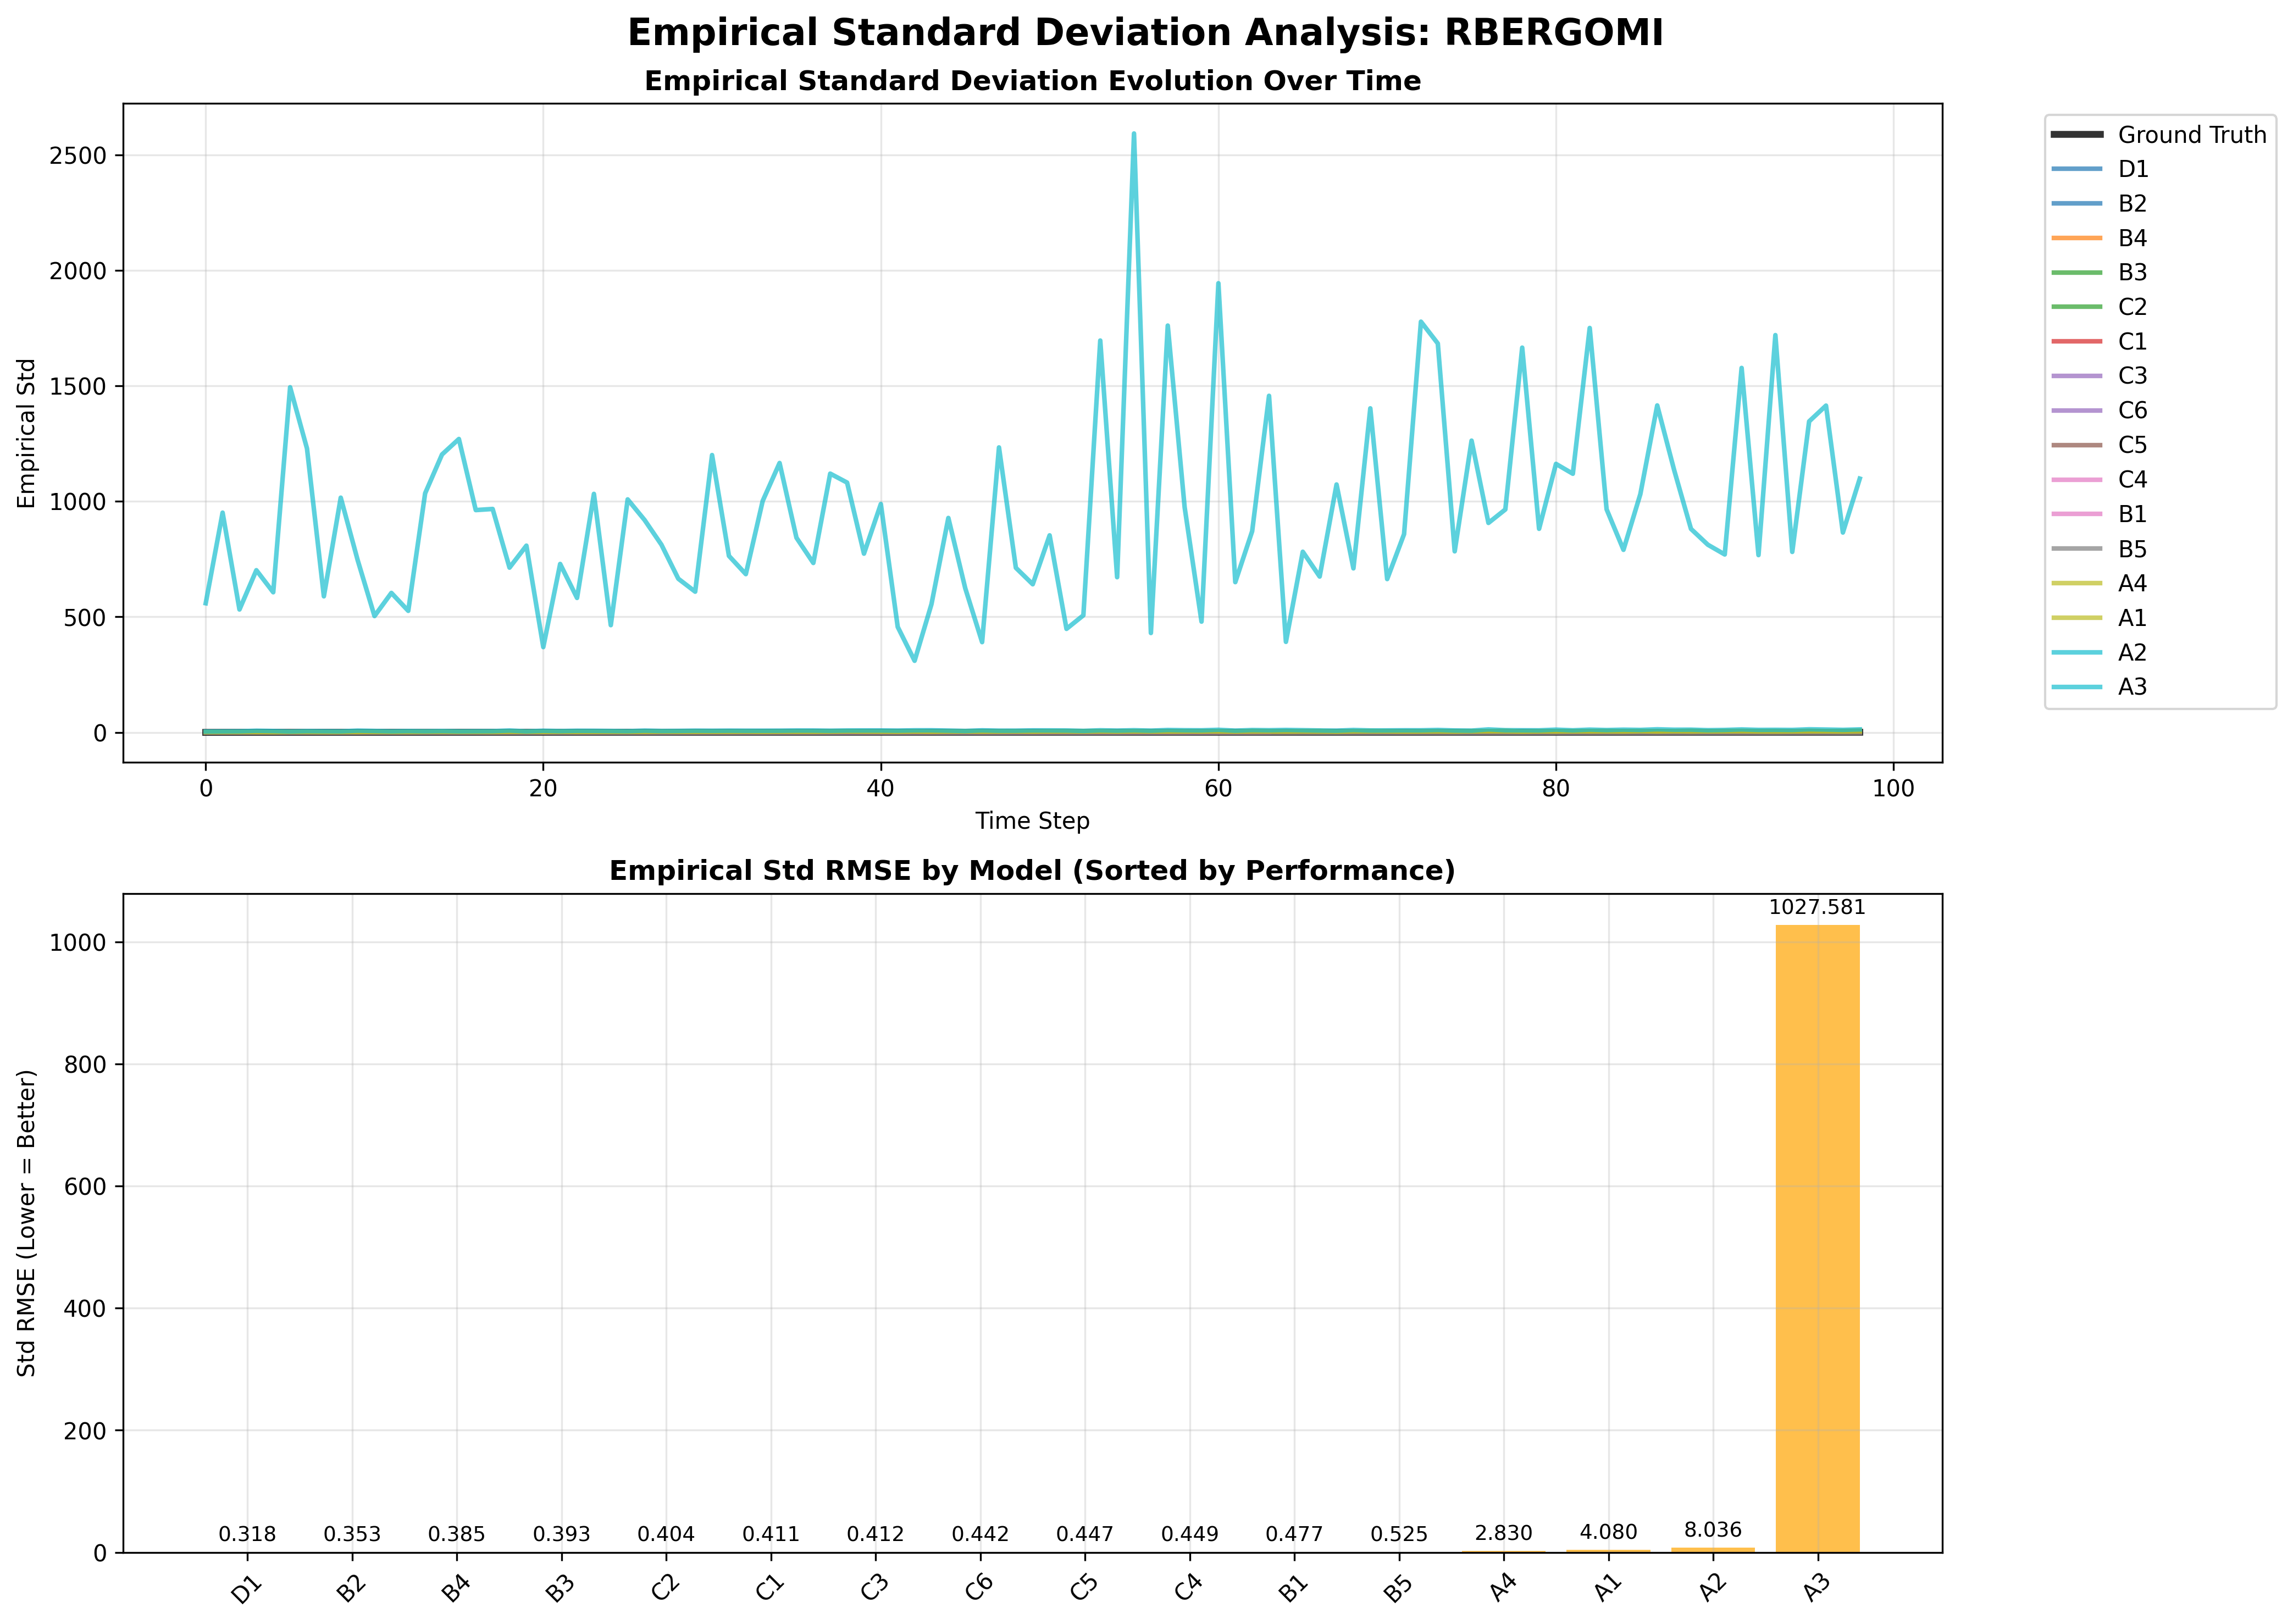 Empirical Standard Deviation Analysis: RBERGOMI
Empirical Standard Deviation Evolution Over Time
Empirical Std
2500
2000
1500
1000
500
0
0 20 40 60 80 100
Time Step
Ground Truth
D1
B2
B4
B3
C2
C1
C3
C6
C5
C4
B1
B5
A4
A1
A2
A3
Empirical Std RMSE by Model (Sorted by Performance)
Std RMSE (Lower = Better)
1000
800
600
400
200
0
0.318 0.353 0.385 0.393 0.404 0.411 0.412 0.442 0.447 0.449 0.477 0.525 2.830 4.080 8.036 1027.581
D1 B2 B4 B3 C2 C1 C3 C6 C5 C4 B1 B5 A4 A1 A2 A3